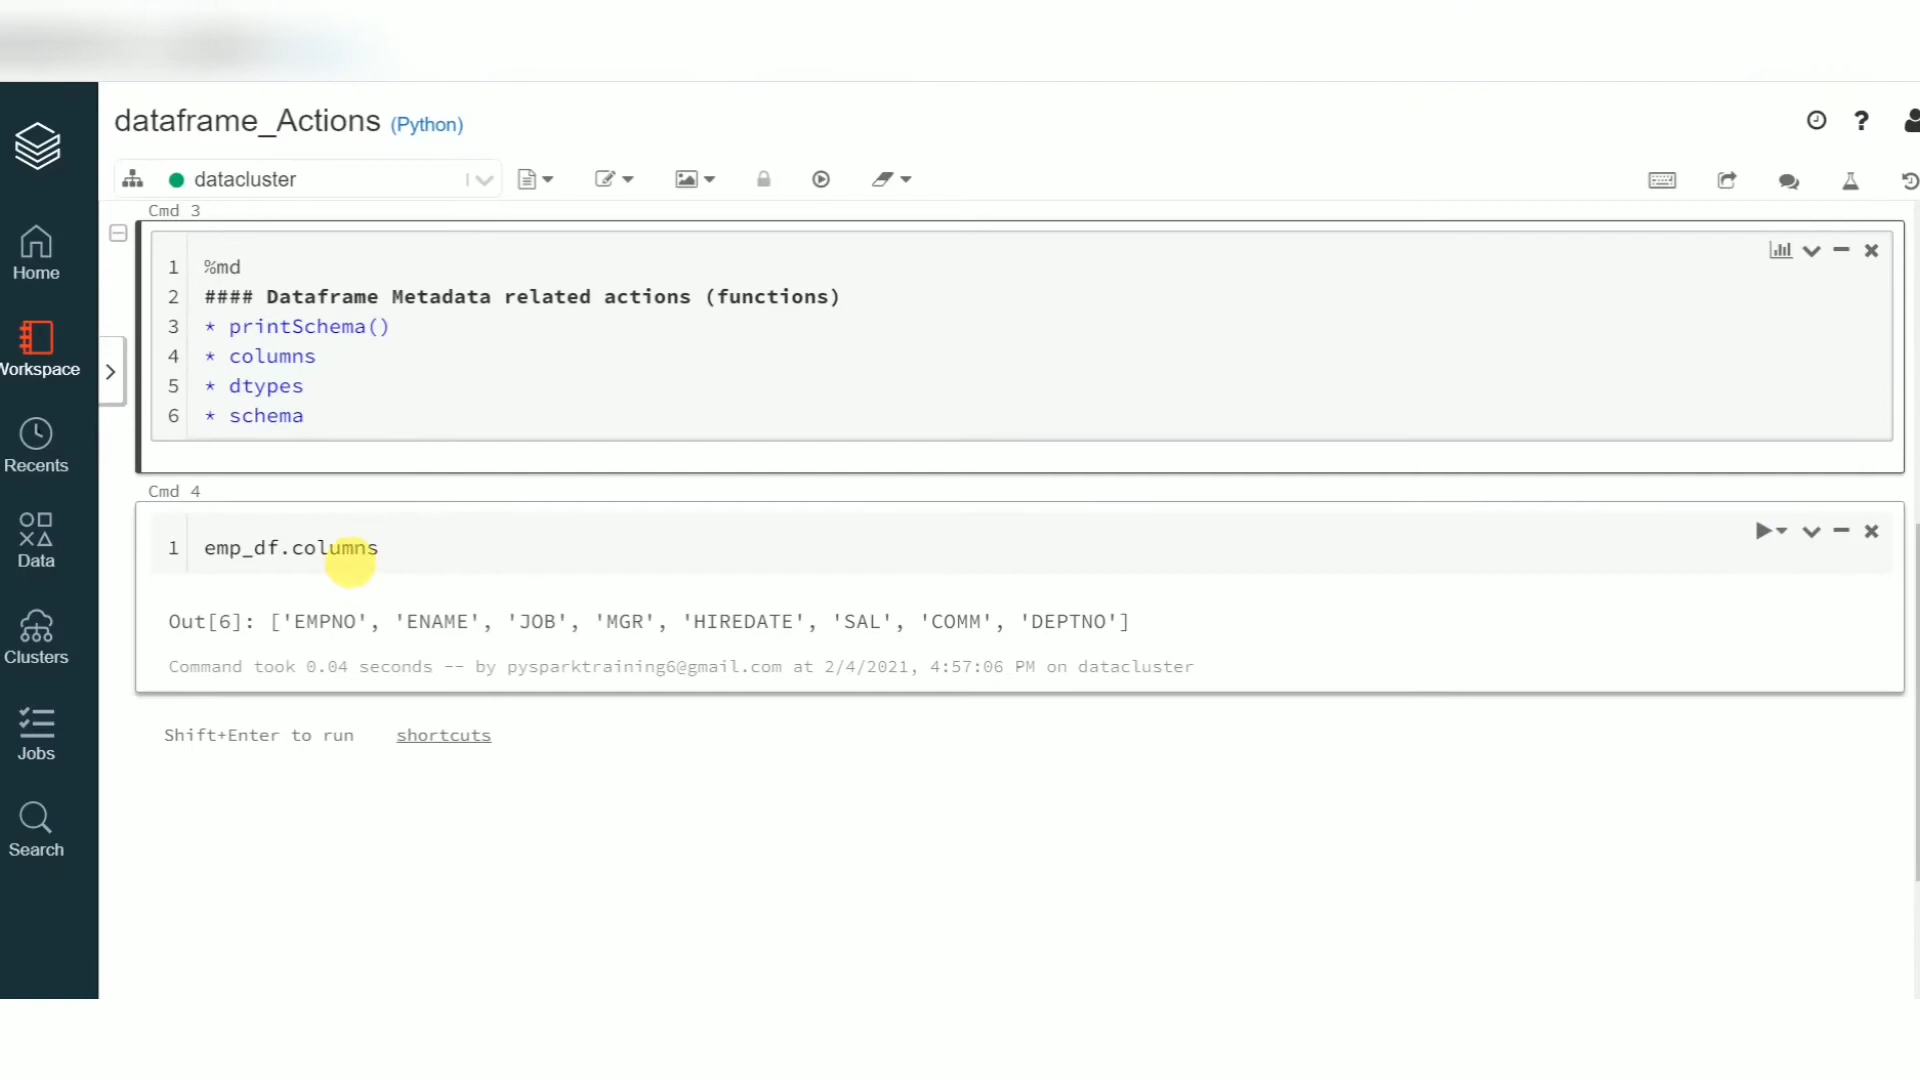 dataframe_Actions (Python)
datacluster
Home
Workspace
Recents
Data
Clusters
Jobs
Search
Cmd 3
1 %md
2 #### Dataframe Metadata related actions (functions)
3 * printSchema()
4 * columns
5 * dtypes
6 * schema
Cmd 4
1 emp_df.columns
Out[6]: ['EMPNO', 'ENAME', 'JOB', 'MGR', 'HIREDATE', 'SAL', 'COMM', 'DEPTNO']
Command took 0.04 seconds -- by pysparktraining6@gmail.com at 2/4/2021, 4:57:06 PM on datacluster
Shift+Enter to run shortcuts